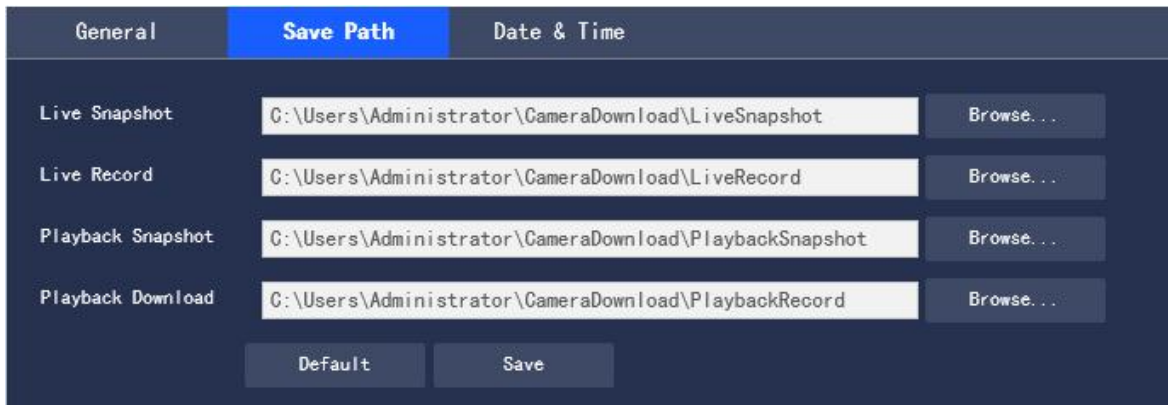 General Save Path Date & Time
Live Snapshot C:\Users\Administrator\CameraDownload\LiveSnapshot Browse...
Live Record C:\Users\Administrator\CameraDownload\LiveRecord Browse...
Playback Snapshot C:\Users\Administrator\CameraDownload\PlaybackSnapshot Browse...
Playback Download C:\Users\Administrator\CameraDownload\PlaybackRecord Browse...
Default Save